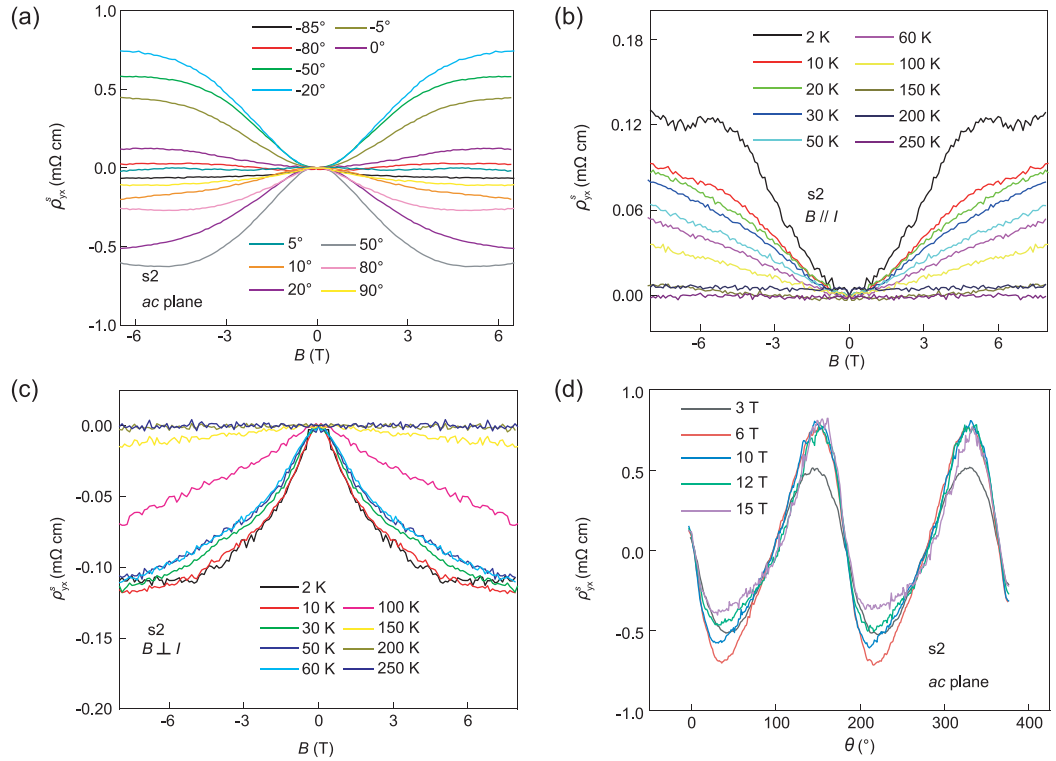 (a)
1.0
0.5
0.0
-0.5
-1.0
ρˢyx (mΩ cm)
-85°
-80°
-50°
-20°
-5°
0°
5°
10°
20°
50°
80°
90°
s2
ac plane
-6 -3 0 3 6
B (T)
(b)
0.18
0.12
0.06
0.00
ρˢyx (mΩ cm)
2 K
10 K
20 K
30 K
50 K
60 K
100 K
150 K
200 K
250 K
s2
B // I
-6 -3 0 3 6
B (T)
(c)
0.00
-0.05
-0.10
-0.15
-0.20
ρˢyx (mΩ cm)
2 K
10 K
30 K
50 K
60 K
100 K
150 K
200 K
250 K
s2
B ⊥ I
-6 -3 0 3 6
B (T)
(d)
1.0
0.5
0.0
-0.5
-1.0
ρˢyx (mΩ cm)
3 T
6 T
10 T
12 T
15 T
s2
ac plane
0 100 200 300 400
θ (°)